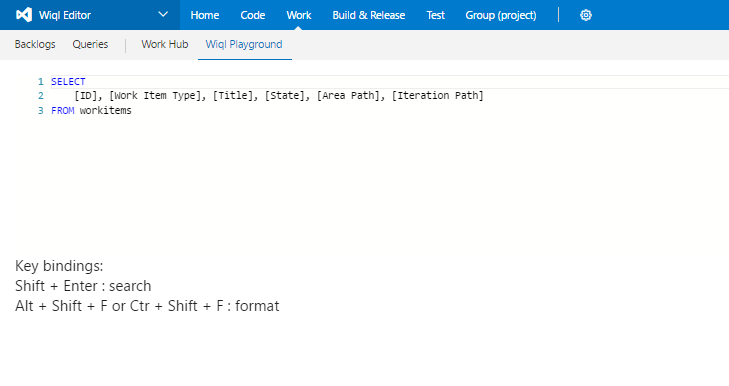 Wiql Editor Home Code Work Build & Release Test Group (project)
Backlogs Queries Work Hub Wiql Playground
1 SELECT
2 [ID], [Work Item Type], [Title], [State], [Area Path], [Iteration Path]
3 FROM workitems
Key bindings:
Shift + Enter : search
Alt + Shift + F or Ctr + Shift + F : format